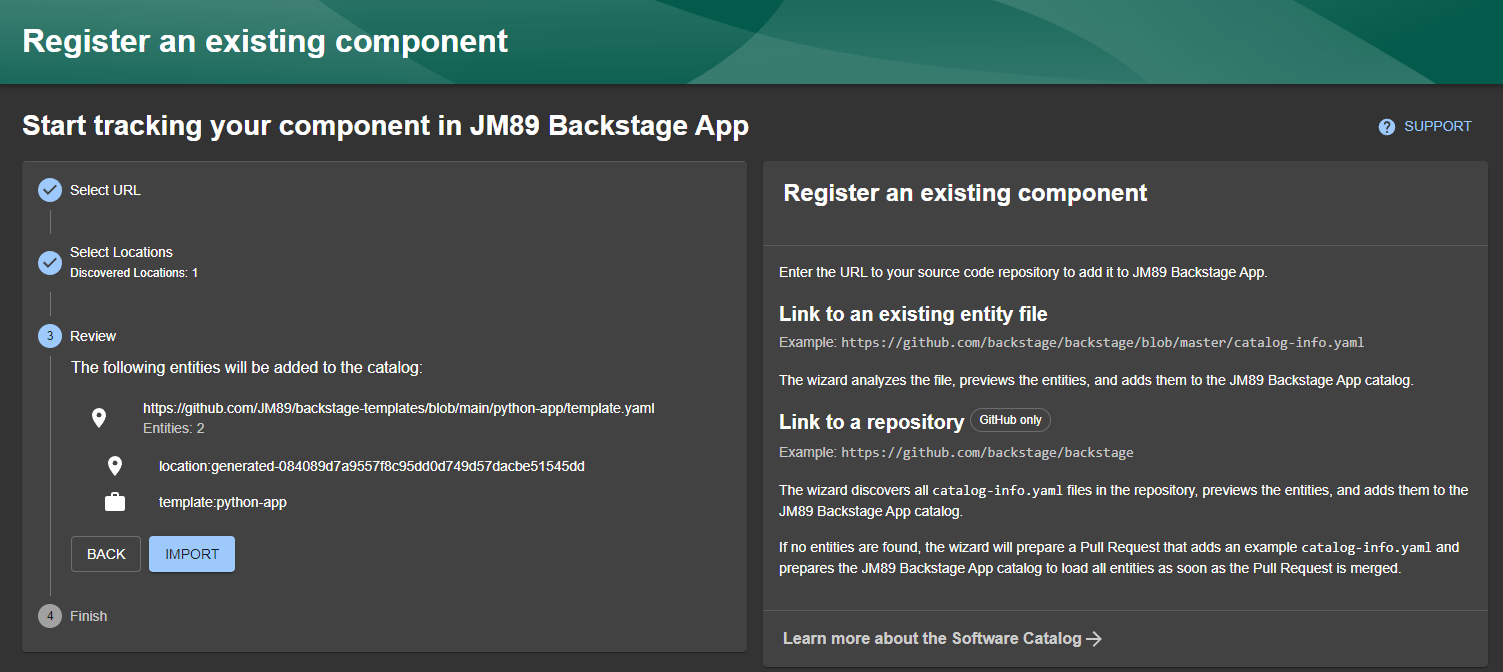 Register an existing component
Start tracking your component in JM89 Backstage App
? SUPPORT
Select URL
Select Locations
Discovered Locations: 1
3 Review
The following entities will be added to the catalog:
https://github.com/JM89/backstage-templates/blob/main/python-app/template.yaml
Entities: 2
location:generated-084089d7a9557f8c95dd0d749d57dacbe51545dd
template:python-app
BACK IMPORT
4 Finish
Register an existing component
Enter the URL to your source code repository to add it to JM89 Backstage App.
Link to an existing entity file
Example: https://github.com/backstage/backstage/blob/master/catalog-info.yaml
The wizard analyzes the file, previews the entities, and adds them to the JM89 Backstage App catalog.
Link to a repository GitHub only
Example: https://github.com/backstage/backstage
The wizard discovers all catalog-info.yaml files in the repository, previews the entities, and adds them to the
JM89 Backstage App catalog.
If no entities are found, the wizard will prepare a Pull Request that adds an example catalog-info.yaml and
prepares the JM89 Backstage App catalog to load all entities as soon as the Pull Request is merged.
Learn more about the Software Catalog